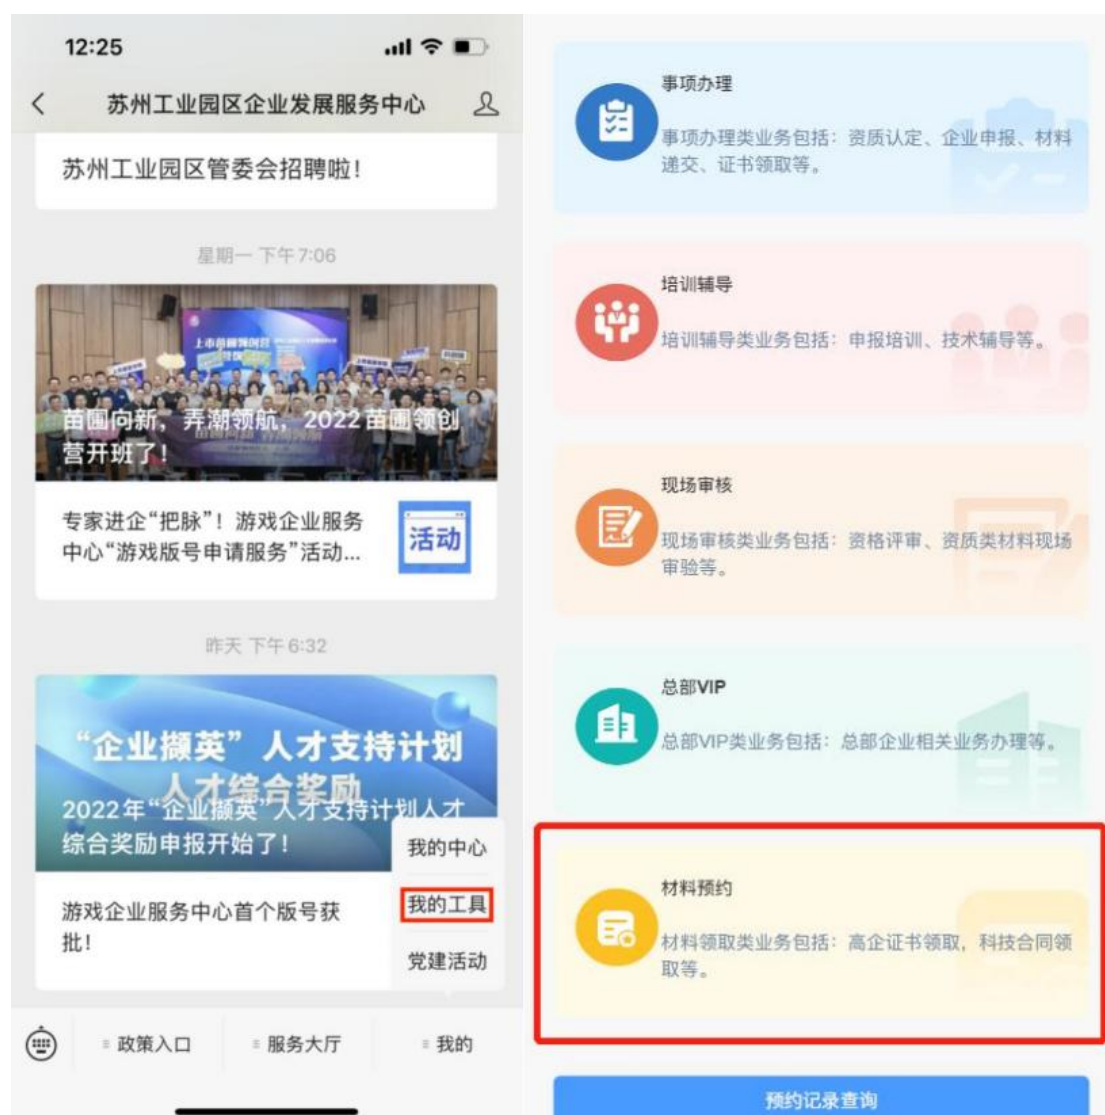 12:25
苏州工业园区企业发展服务中心
苏州工业园区管委会招聘啦！
星期一 下午 7:06
上市苗圃领创营
苗圃向新，弄潮领航，2022苗圃领创
营开班了！
专家进企“把脉”！游戏企业服务
中心“游戏版号申请服务”活动...
活动
昨天 下午 6:32
“企业撷英”人才支持计划
人才综合奖励
2022年“企业撷英”人才支持计划人才
综合奖励申报开始了！
游戏企业服务中心首个版号获
批！
我的中心
我的工具
党建活动
政策入口
服务大厅
我的
事项办理
事项办理类业务包括：资质认定、企业申报、材料
递交、证书领取等。
培训辅导
培训辅导类业务包括：申报培训、技术辅导等。
现场审核
现场审核类业务包括：资格评审、资质类材料现场
审验等。
总部VIP
总部VIP类业务包括：总部企业相关业务办理等。
材料预约
材料领取类业务包括：高企证书领取，科技合同领
取等。
预约记录查询